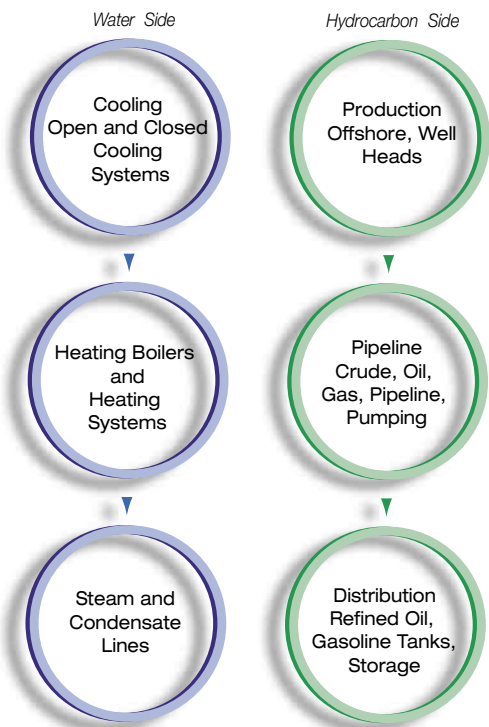 Water Side
Cooling
Open and Closed
Cooling
Systems
Heating Boilers
and
Heating
Systems
Steam and
Condensate
Lines
Hydrocarbon Side
Production
Offshore, Well
Heads
Pipeline
Crude, Oil,
Gas, Pipeline,
Pumping
Distribution
Refined Oil,
Gasoline Tanks,
Storage